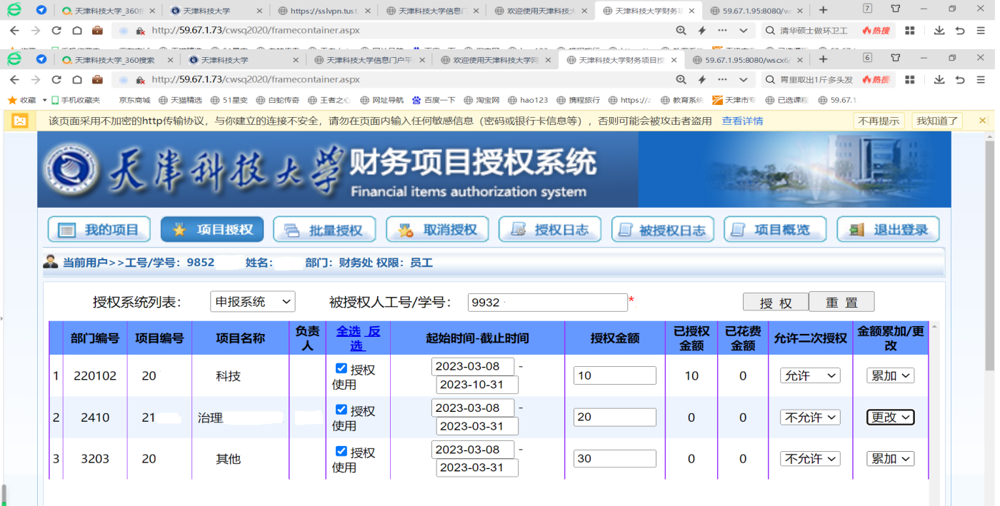 天津科技大学_360搜 天津科技大学 https://sslvpn.tust. 天津科技大学信息门 欢迎使用天津科技大 天津科技大学财务项 59.67.1.95:8080/w 7
http://59.67.1.73/cwsq2020/framecontainer.aspx 清华硕士做环卫工 热搜
天津科技大学_360搜索 天津科技大学 天津科技大学信息门户平 欢迎使用天津科技大学网 天津科技大学财务项目授 59.67.1.95:8080/wscx6/ 6
http://59.67.1.73/cwsq2020/framecontainer.aspx 胃里取出1斤多头发 热搜
收藏 手机收藏夹 京东商城 天猫精选 51星变 白蛇传奇 王者之心 网址导航 百度一下 淘宝网 hao123 携程旅行 https:// 教育系统 天津市专 已选课程 59.67.1.
该页面采用不加密的http传输协议，与你建立的连接不安全，请勿在页面内输入任何敏感信息（密码或银行卡信息等），否则可能会被攻击者盗用 查看详情 不再提示 我知道了
天津科技大学 财务项目授权系统
Financial items authorization system
我的项目 项目授权 批量授权 取消授权 授权日志 被授权日志 项目概览 退出登录
当前用户>>工号/学号：9852 姓名： 部门：财务处 权限：员工
授权系统列表： 申报系统 被授权人工号/学号： 9932 * 授 权 重 置
部门编号 项目编号 项目名称 负责人 全选 反选 起始时间-截止时间 授权金额 已授权金额 已花费金额 允许二次授权 金额累加/更改
1 220102 20 科技 授权使用 2023-03-08 - 2023-10-31 10 10 0 允许 累加
2 2410 21 治理 授权使用 2023-03-08 - 2023-03-31 20 0 0 不允许 更改
3 3203 20 其他 授权使用 2023-03-08 - 2023-03-31 30 0 0 不允许 累加